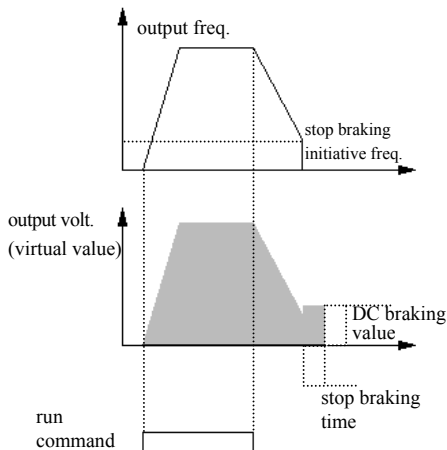 output freq.
stop braking
initiative freq.
output volt.
(virtual value)
DC braking
value
stop braking
time
run
command